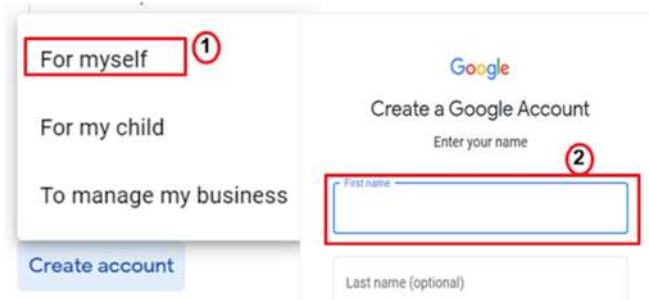 For myself
1
For my child
To manage my business
Create account
Google
Create a Google Account
Enter your name
2
First name
Last name (optional)